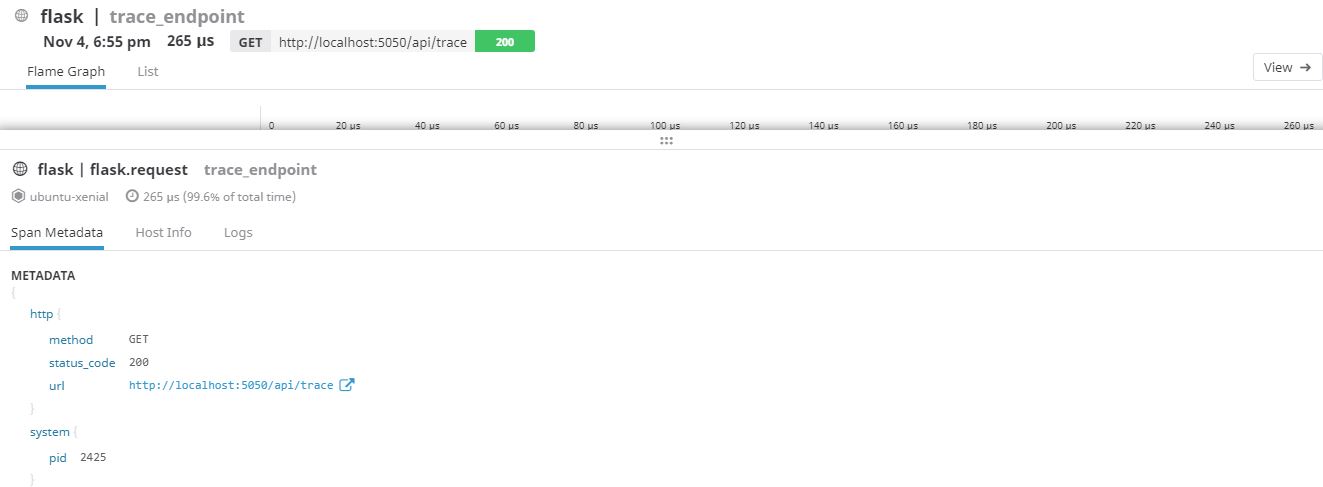 flask | trace_endpoint
Nov 4, 6:55 pm 265 µs GET http://localhost:5050/api/trace 200
Flame Graph List View →
0 20 µs 40 µs 60 µs 80 µs 100 µs 120 µs 140 µs 160 µs 180 µs 200 µs 220 µs 240 µs 260 µs
flask | flask.request trace_endpoint
ubuntu-xenial 265 µs (99.6% of total time)
Span Metadata Host Info Logs
METADATA
{
http {
method GET
status_code 200
url http://localhost:5050/api/trace
}
system {
pid 2425
}